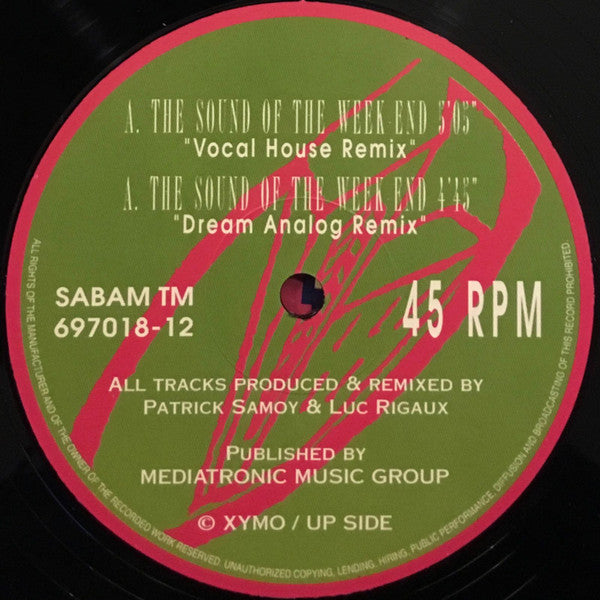 A. THE SOUND OF THE WEEK-END 5'05"
"Vocal House Remix"
A. THE SOUND OF THE WEEK END 4'45"
"Dream Analog Remix"
SABAM TM
697018-12
45 RPM
ALL TRACKS PRODUCED & REMIXED BY
PATRICK SAMOY & LUC RIGAUX
PUBLISHED BY
MEDIATRONIC MUSIC GROUP
© XYMO / UP SIDE
ALL RIGHTS OF THE MANUFACTURER AND OF THE OWNER OF THE RECORDED WORK RESERVED. UNAUTHORIZED COPYING, LENDING, HIRING, PUBLIC PERFORMANCE, DIFFUSION AND BROADCASTING OF THIS RECORD PROHIBITED.